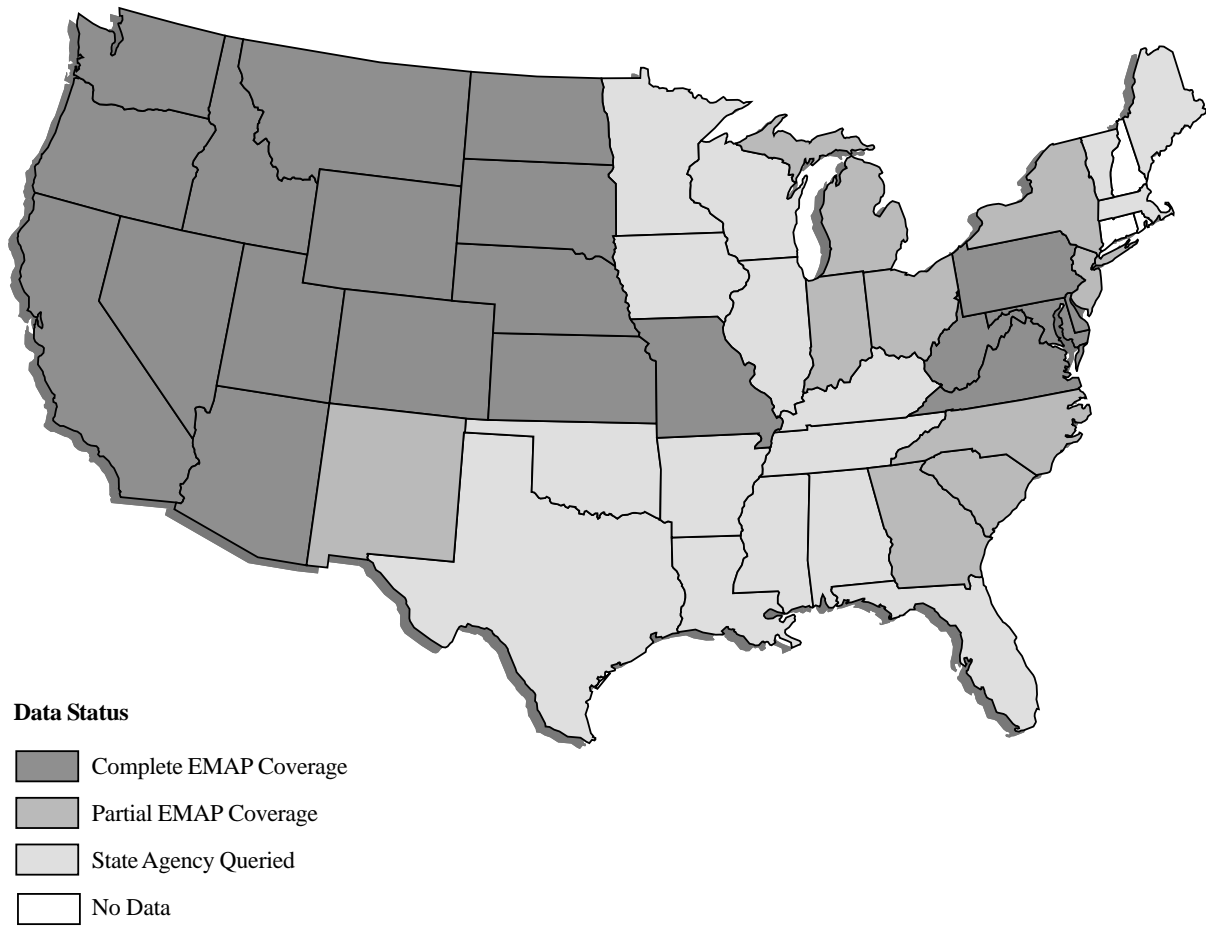 Data Status
Complete EMAP Coverage
Partial EMAP Coverage
State Agency Queried
No Data